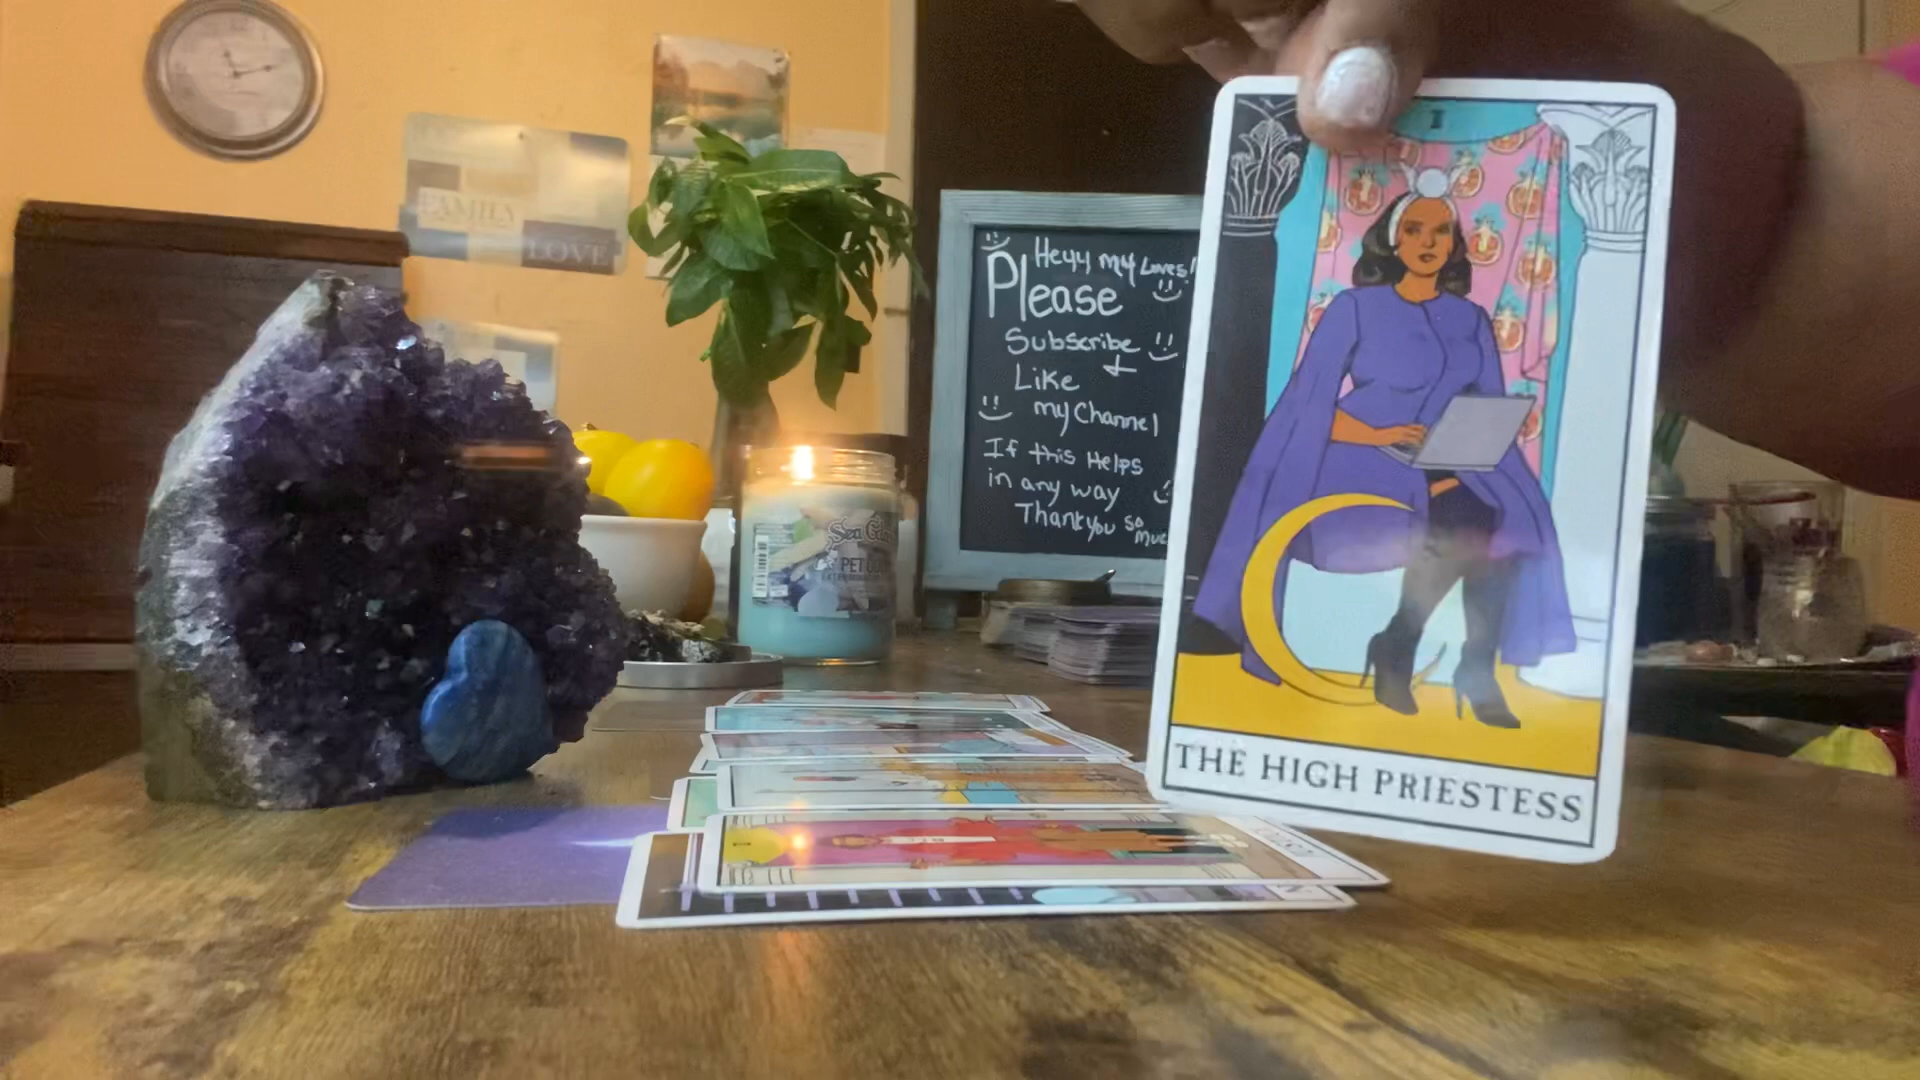 FAMILY
LOVE
Heyy my Loves!
Please
Subscribe
+
Like
my Channel
If this Helps
in any way
Thankyou so
Sea
PET
I
THE HIGH PRIESTESS